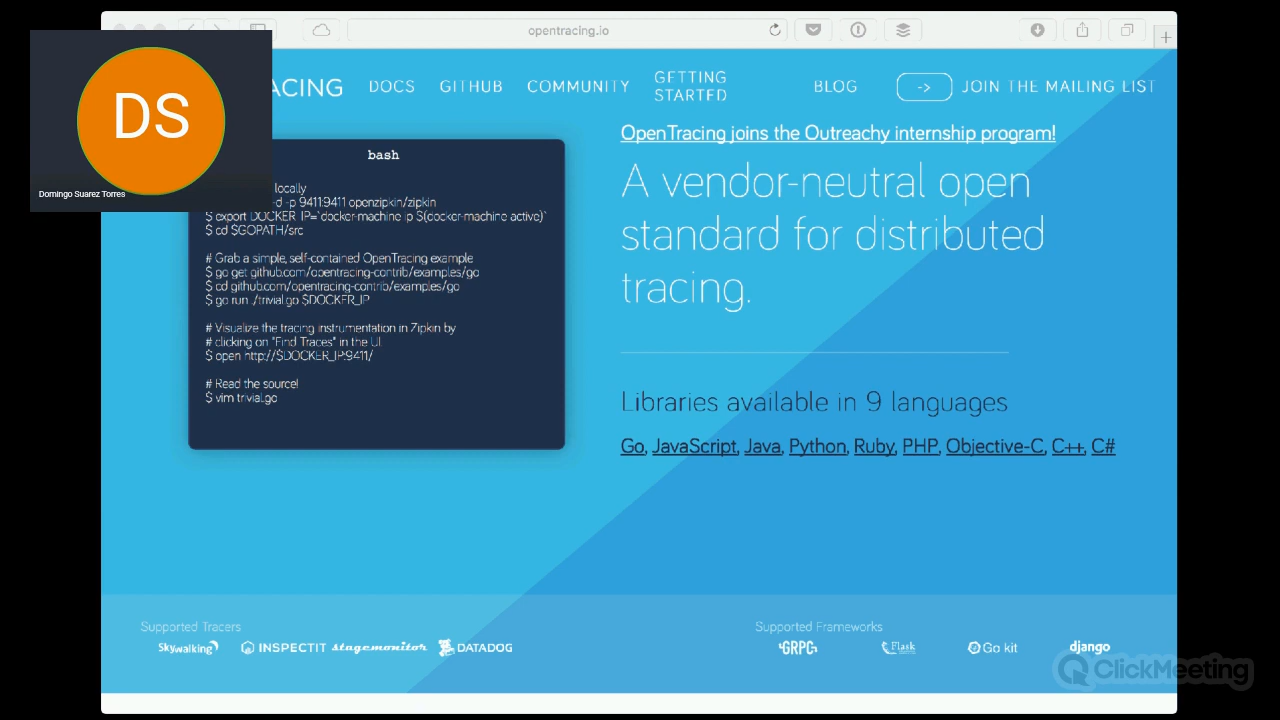 opentracing.io
DS
Domingo Suarez Torres
ACING
DOCS
GITHUB
COMMUNITY
GETTING
STARTED
BLOG
->
JOIN THE MAILING LIST
bash
locally
-d -p 9411:9411 openzipkin/zipkin
$ export DOCKER_IP=`docker-machine ip $(docker-machine active)`
$ cd $GOPATH/src
# Grab a simple, self-contained OpenTracing example
$ go get github.com/opentracing-contrib/examples/go
$ cd github.com/opentracing-contrib/examples/go
$ go run ./trivial.go $DOCKER_IP
# Visualize the tracing instrumentation in Zipkin by
# clicking on "Find Traces" in the UI.
$ open http://$DOCKER_IP:9411/
# Read the source!
$ vim trivial.go
OpenTracing joins the Outreachy internship program!
A vendor-neutral open
standard for distributed
tracing.
Libraries available in 9 languages
Go, JavaScript, Java, Python, Ruby, PHP, Objective-C, C++, C#
Supported Tracers
Skywalking
INSPECTIT
stagemonitor
DATADOG
Supported Frameworks
GRPC
Flask
Go kit
django
ClickMeeting